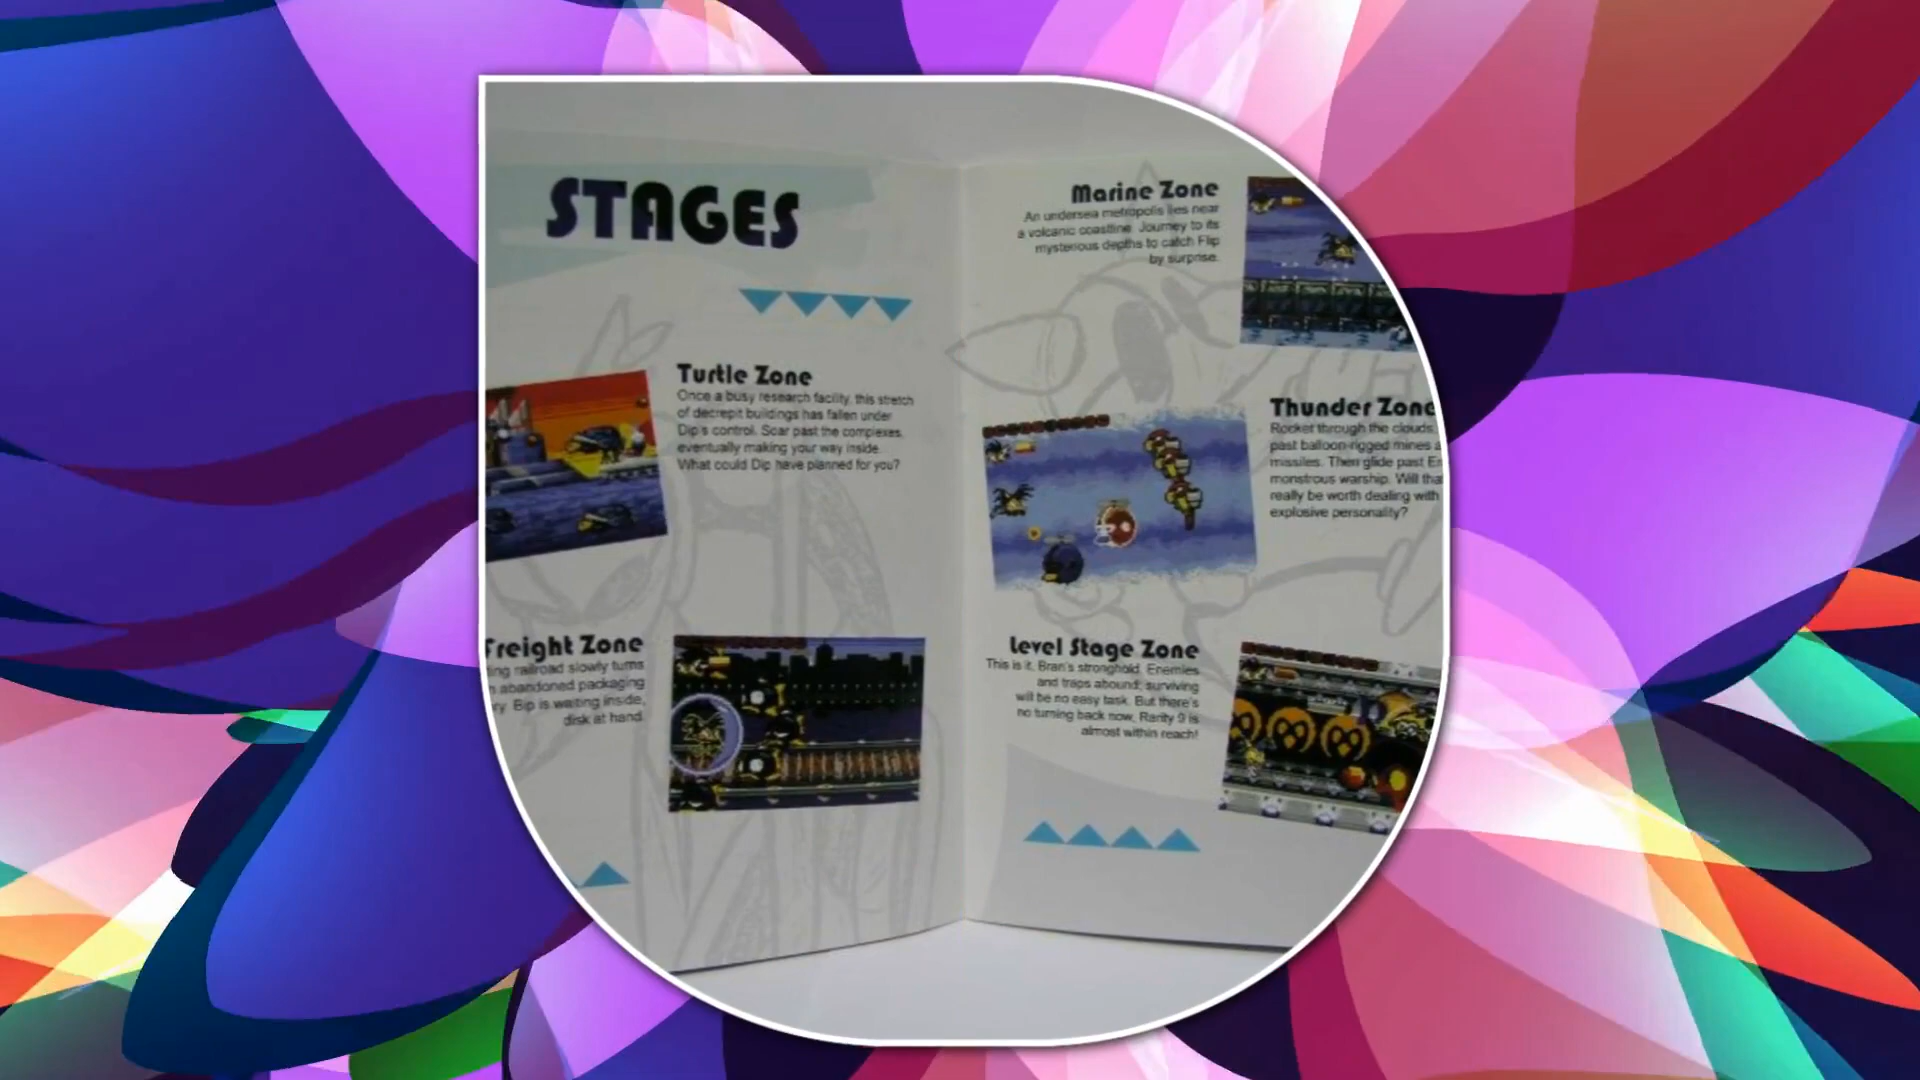 STAGES
Turtle Zone
Once a busy research facility, this stretch
of decrepit buildings has fallen under
Dip's control. Soar past the complexes,
eventually making your way inside.
What could Dip have planned for you?
Freight Zone
ing railroad slowly turns
abandoned packaging
ry. Bip is waiting inside,
disk at hand.
Marine Zone
An undersea metropolis lies near
a volcanic coastline. Journey to its
mysterious depths to catch Flip
by surprise.
Thunder Zone
Rocket through the clouds,
past balloon-rigged mines a
missiles. Then glide past
monstrous warship. Will tha
really be worth dealing with
explosive personality?
Level Stage Zone
This is it, Bran's stronghold. Enemies
and traps abound; surviving
will be no easy task. But there's
no turning back now, Rarity 9 is
almost within reach!